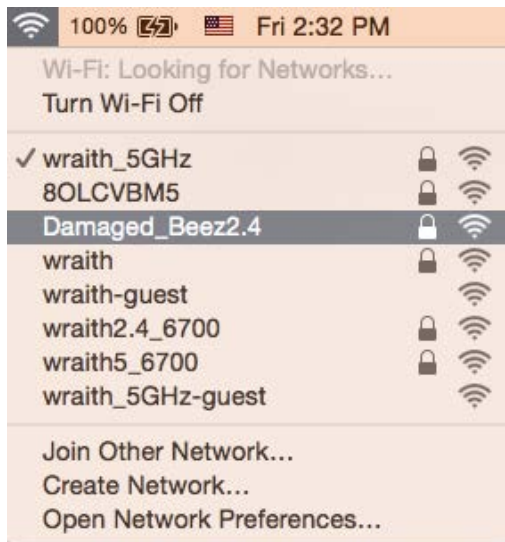 100% Fri 2:32 PM
Wi-Fi: Looking for Networks...
Turn Wi-Fi Off
wraith_5GHz
8OLCVBM5
Damaged_Beez2.4
wraith
wraith-guest
wraith2.4_6700
wraith5_6700
wraith_5GHz-guest
Join Other Network...
Create Network...
Open Network Preferences...